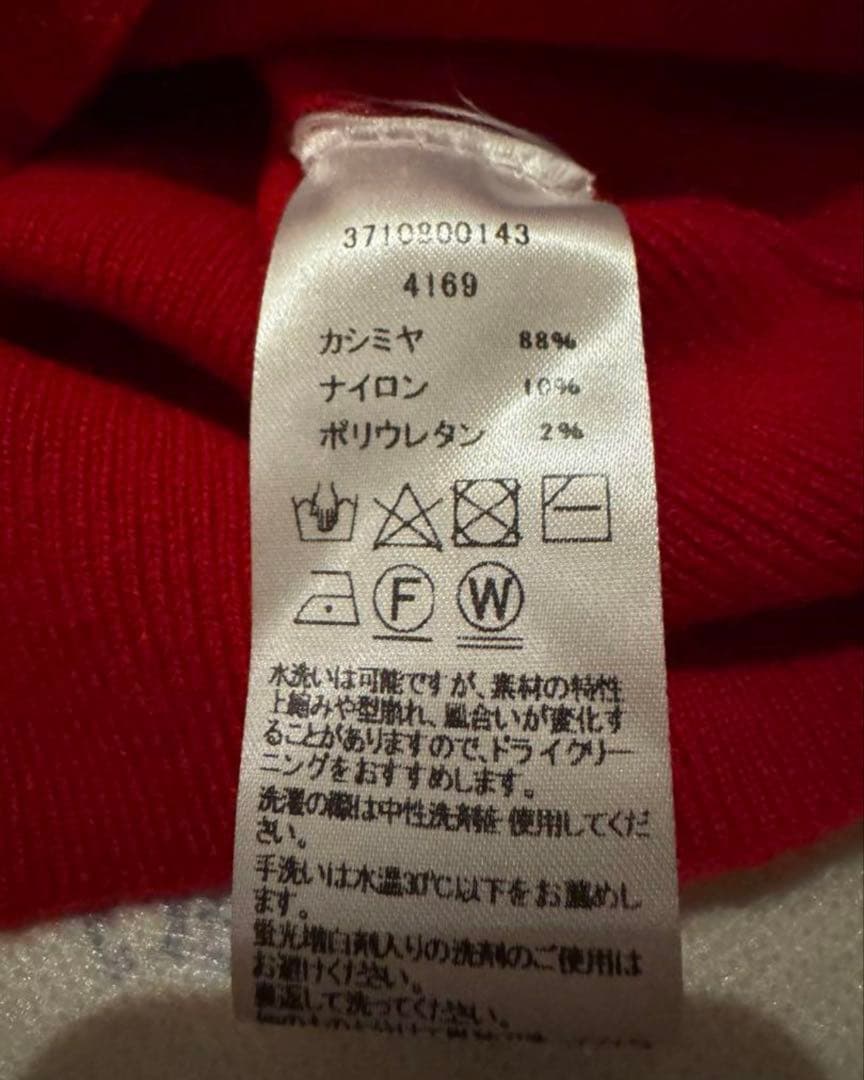 3710800143
4169
カシミヤ 88%
ナイロン 10%
ポリウレタン 2%
F W
水洗いは可能ですが、素材の特性
上縮みや型崩れ、風合いが変化す
ることがありますので、ドライクリー
ニングをおすすめします。
洗濯の際は中性洗剤を使用してくだ
さい。
手洗いは水温30℃以下をお薦めし
ます。
蛍光増白剤入りの洗剤のご使用は
お避けください。
裏返して洗ってください。